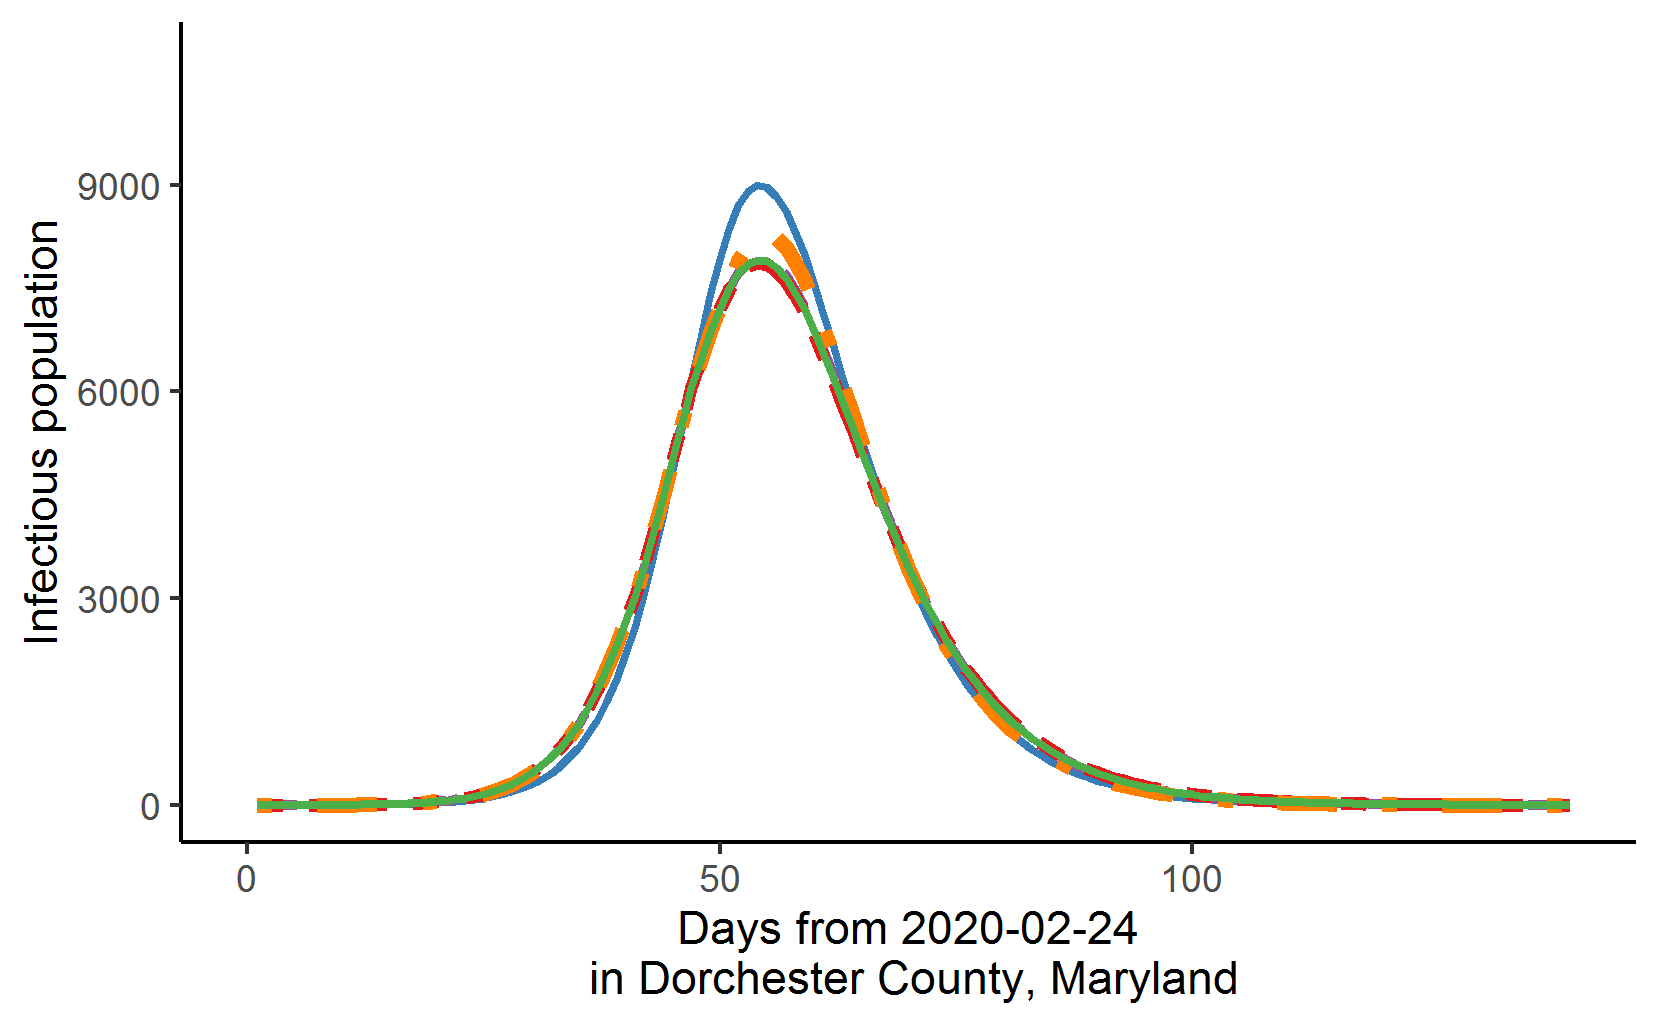 Infectious population
9000
6000
3000
0
0
50
100
Days from 2020-02-24
in Dorchester County, Maryland